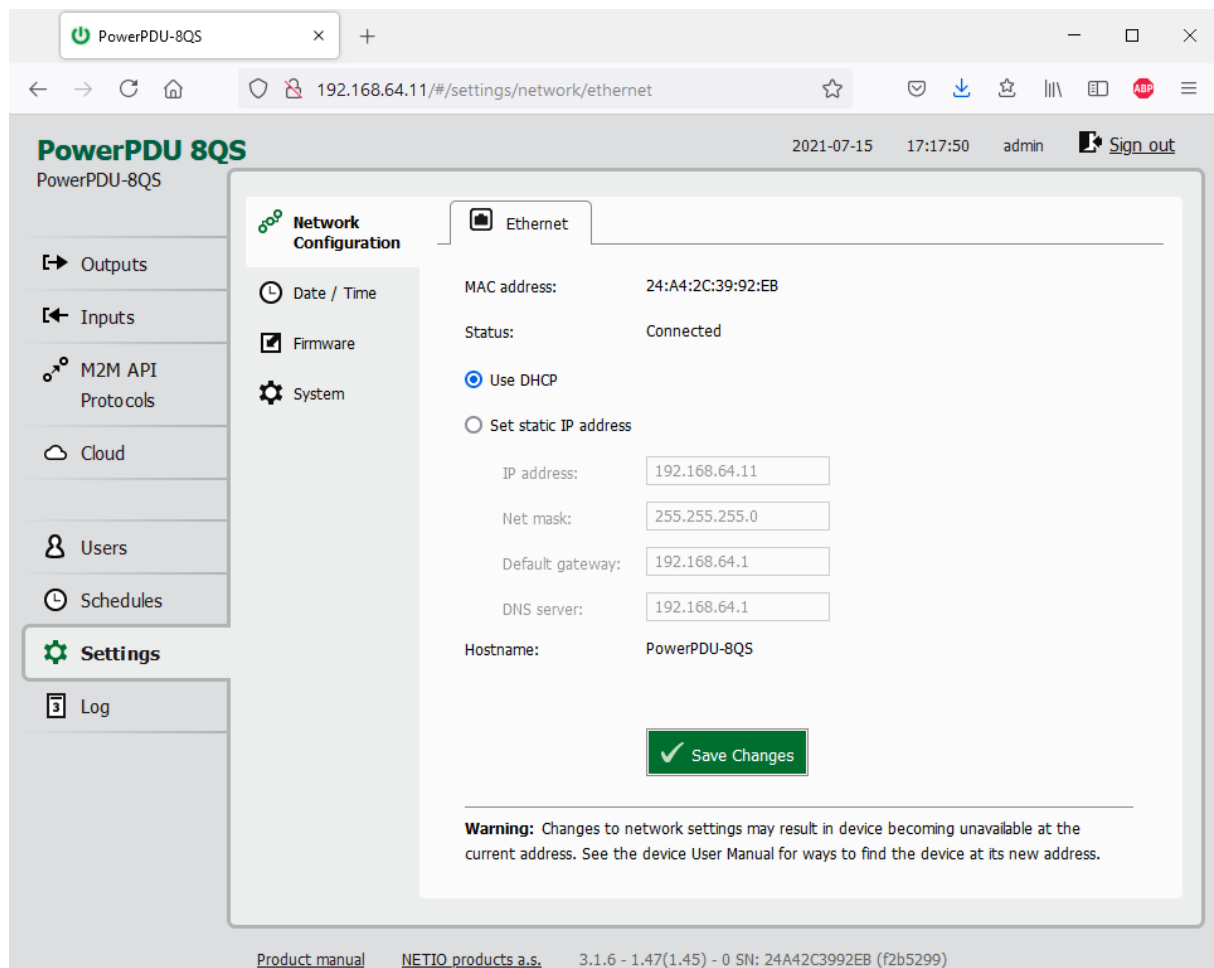 PowerPDU-8QS
192.168.64.11/#/settings/network/ethernet
ABP
PowerPDU 8QS
PowerPDU-8QS
2021-07-15 17:17:50 admin Sign out
Outputs
Inputs
M2M API
Protocols
Cloud
Users
Schedules
Settings
3 Log
Network
Configuration
Date / Time
Firmware
System
Ethernet
MAC address: 24:A4:2C:39:92:EB
Status: Connected
Use DHCP
Set static IP address
IP address: 192.168.64.11
Net mask: 255.255.255.0
Default gateway: 192.168.64.1
DNS server: 192.168.64.1
Hostname: PowerPDU-8QS
Save Changes
Warning: Changes to network settings may result in device becoming unavailable at the
current address. See the device User Manual for ways to find the device at its new address.
Product manual NETIO products a.s. 3.1.6 - 1.47(1.45) - 0 SN: 24A42C3992EB (f2b5299)